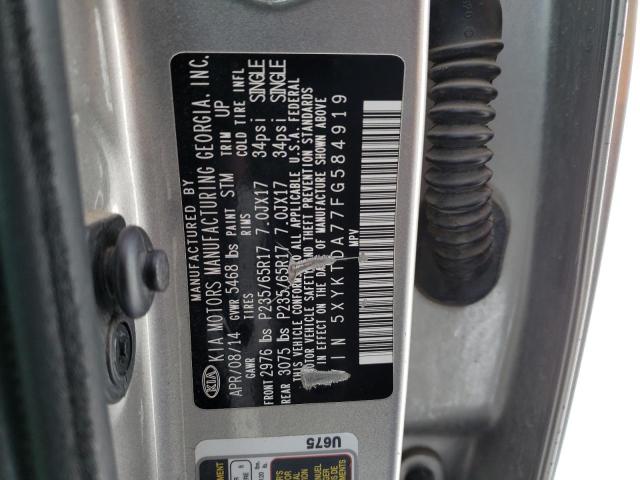 KIA
MANUFACTURED BY
KIA MOTORS MANUFACTURING GEORGIA, INC.
APR/08/14 GVWR 5468 lbs PAINT STM TRIM UP
GAWR TIRES RIMS COLD TIRE INFL
FRONT 2976 lbs P235/65R17 7.0JX17 34psi SINGLE
REAR 3075 lbs P235/65R17 7.0JX17 34psi SINGLE
THIS VEHICLE CONFORMS TO ALL APPLICABLE U.S.A. FEDERAL
MOTOR VEHICLE SAFETY THEFT PREVENTION STANDARDS
IN EFFECT ON THE DATE OF MANUFACTURE SHOWN ABOVE
5XYKTDA77FG584919
MPV
U675